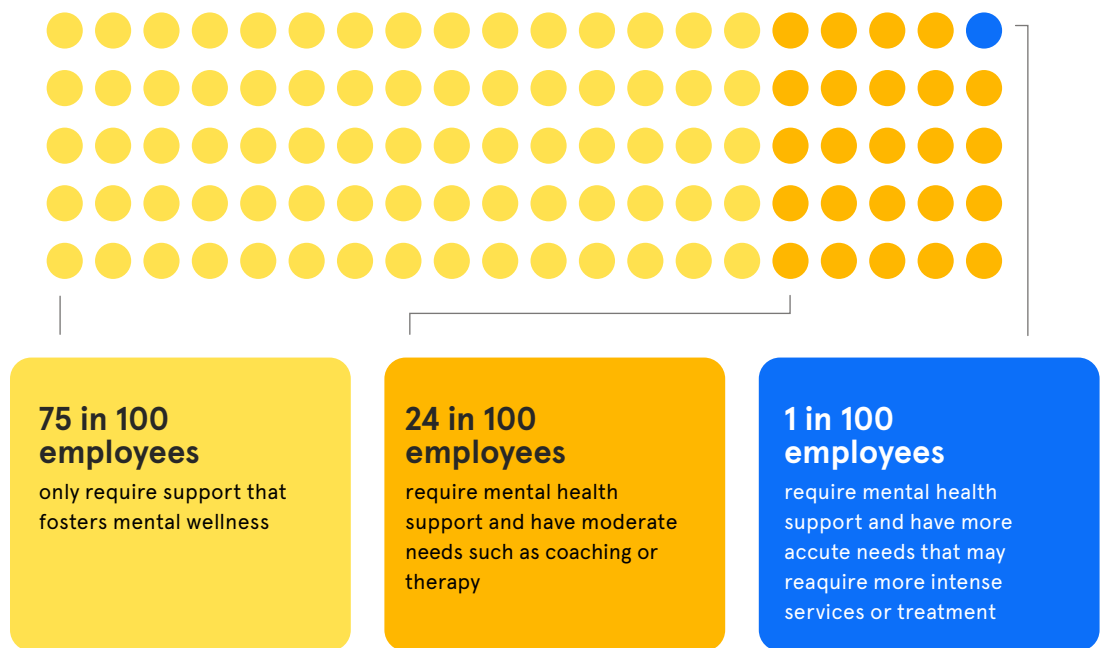 75 in 100
employees
only require support that
fosters mental wellness
24 in 100
employees
require mental health
support and have moderate
needs such as coaching or
therapy
1 in 100
employees
require mental health
support and have more
accute needs that may
reaquire more intense
services or treatment